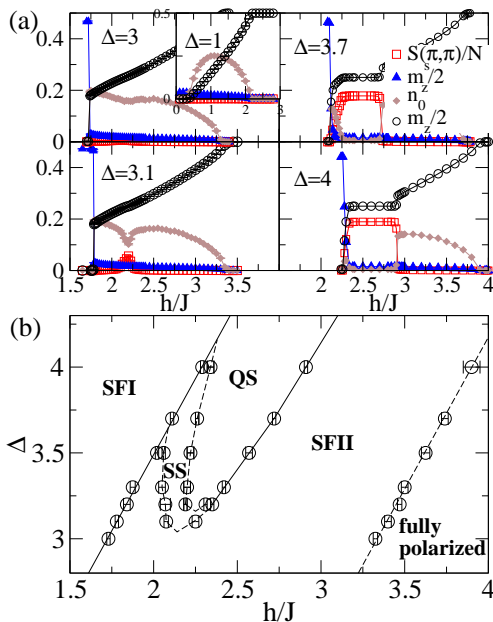 (a)
0.4
0.2
0
0.4
0.2
0
Δ=3
0.5
0
Δ=1
0 1 2 3
Δ=3.7
S(π,π)/N
m_s^z/2
n_0
m_z/2
Δ=3.1
Δ=4
1.5 2 2.5 3 3.5
h/J
2 2.5 3 3.5 4
h/J
(b)
Δ
4
3.5
3
SFI
QS
SS
SFII
fully
polarized
1.5 2 2.5 3 3.5 4
h/J